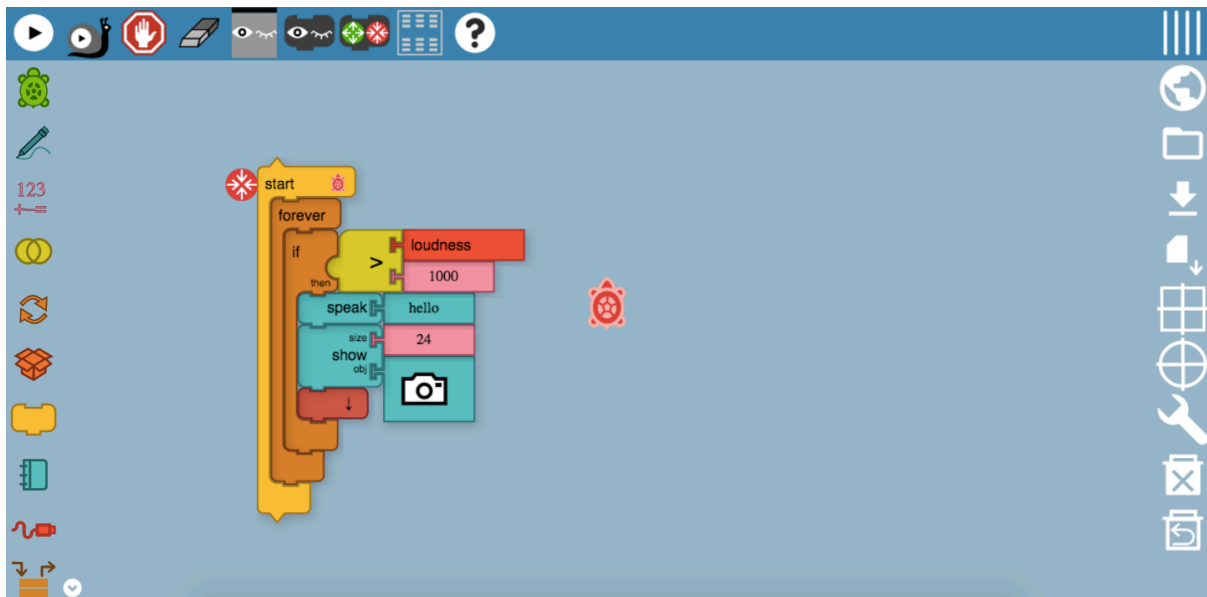 ?
123
start
forever
if
>
loudness
1000
then
speak
hello
size
24
show
obj